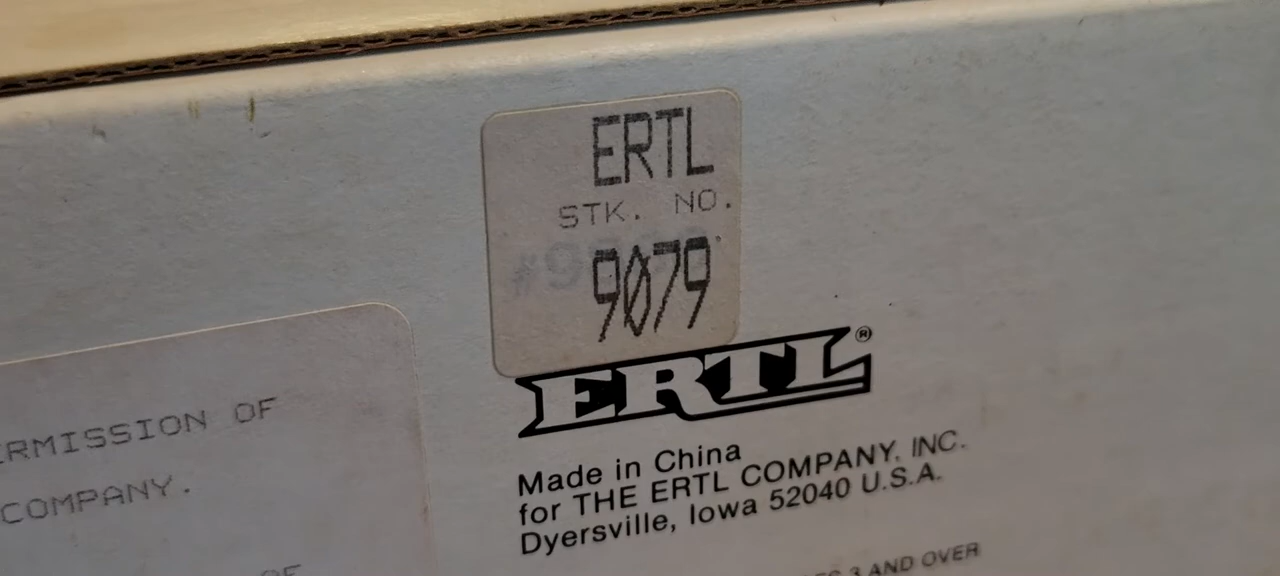 ERTL
STK. NO.
9079
ERTL®
Made in China
for THE ERTL COMPANY, INC.
Dyersville, Iowa 52040 U.S.A.
3 AND OVER
OF
COMPANY.
OF